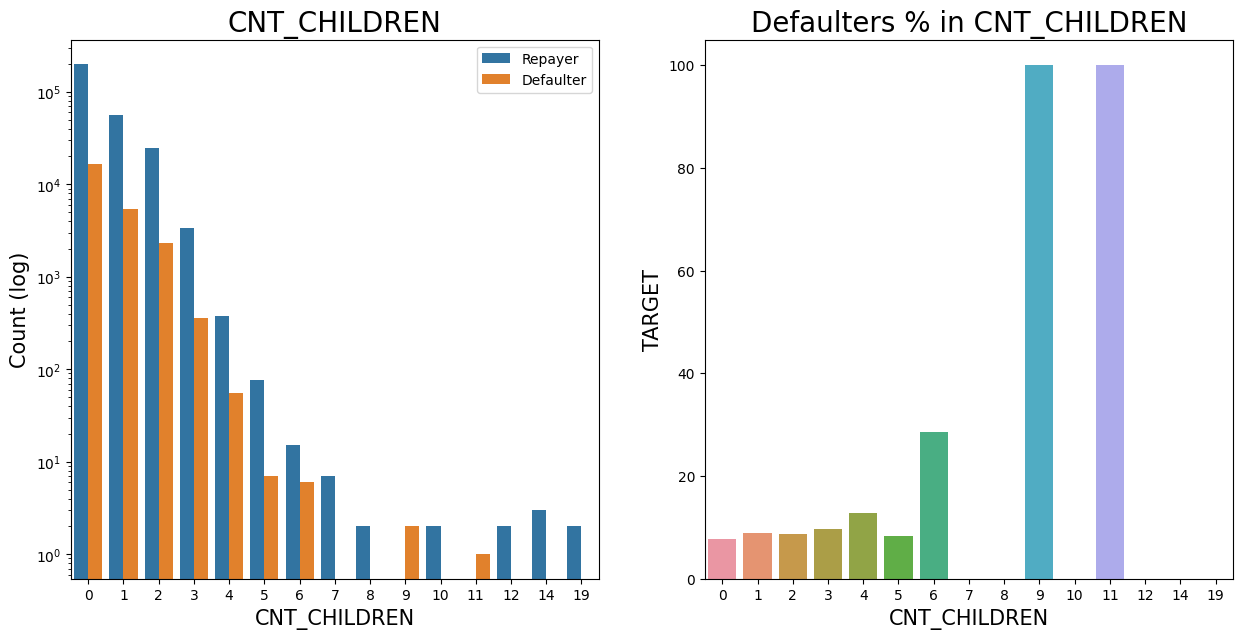 CNT_CHILDREN
Repayer
Defaulter
Count (log)
10^5
10^4
10^3
10^2
10^1
10^0
0 1 2 3 4 5 6 7 8 9 10 11 12 14 19
CNT_CHILDREN
Defaulters % in CNT_CHILDREN
TARGET
100
80
60
40
20
0
0 1 2 3 4 5 6 7 8 9 10 11 12 14 19
CNT_CHILDREN